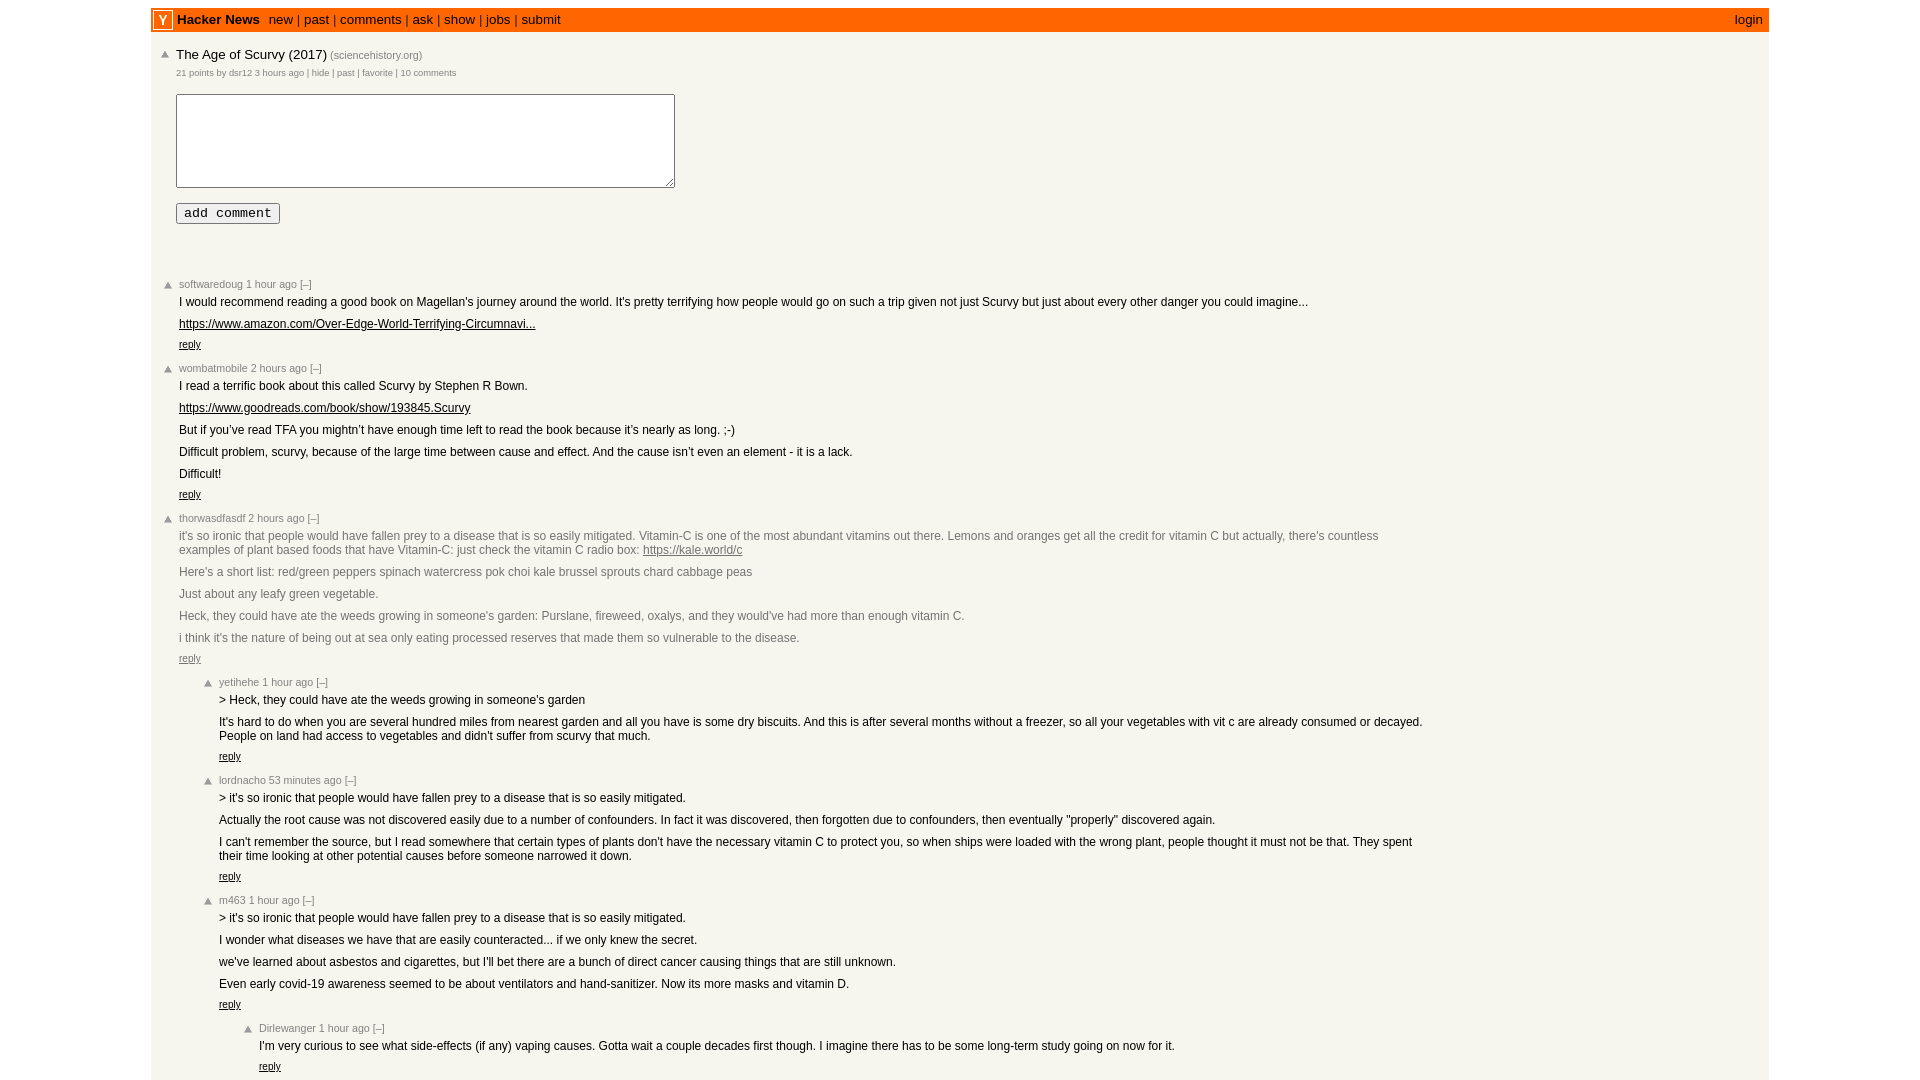 Y Hacker News new | past | comments | ask | show | jobs | submit login
The Age of Scurvy (2017) (sciencehistory.org)
21 points by dsr12 3 hours ago | hide | past | favorite | 10 comments
add comment
softwaredoug 1 hour ago [–]
I would recommend reading a good book on Magellan's journey around the world. It's pretty terrifying how people would go on such a trip given not just Scurvy but just about every other danger you could imagine...
https://www.amazon.com/Over-Edge-World-Terrifying-Circumnavi...
reply
wombatmobile 2 hours ago [–]
I read a terrific book about this called Scurvy by Stephen R Bown.
https://www.goodreads.com/book/show/193845.Scurvy
But if you’ve read TFA you mightn’t have enough time left to read the book because it’s nearly as long. ;-)
Difficult problem, scurvy, because of the large time between cause and effect. And the cause isn’t even an element - it is a lack.
Difficult!
reply
thorwasdfasdf 2 hours ago [–]
it's so ironic that people would have fallen prey to a disease that is so easily mitigated. Vitamin-C is one of the most abundant vitamins out there. Lemons and oranges get all the credit for vitamin C but actually, there's countless
examples of plant based foods that have Vitamin-C: just check the vitamin C radio box: https://kale.world/c
Here's a short list: red/green peppers spinach watercress pok choi kale brussel sprouts chard cabbage peas
Just about any leafy green vegetable.
Heck, they could have ate the weeds growing in someone's garden: Purslane, fireweed, oxalys, and they would've had more than enough vitamin C.
i think it's the nature of being out at sea only eating processed reserves that made them so vulnerable to the disease.
reply
yetihehe 1 hour ago [–]
> Heck, they could have ate the weeds growing in someone's garden
It's hard to do when you are several hundred miles from nearest garden and all you have is some dry biscuits. And this is after several months without a freezer, so all your vegetables with vit c are already consumed or decayed.
People on land had access to vegetables and didn't suffer from scurvy that much.
reply
lordnacho 53 minutes ago [–]
> it's so ironic that people would have fallen prey to a disease that is so easily mitigated.
Actually the root cause was not discovered easily due to a number of confounders. In fact it was discovered, then forgotten due to confounders, then eventually "properly" discovered again.
I can't remember the source, but I read somewhere that certain types of plants don't have the necessary vitamin C to protect you, so when ships were loaded with the wrong plant, people thought it must not be that. They spent
their time looking at other potential causes before someone narrowed it down.
reply
m463 1 hour ago [–]
> it's so ironic that people would have fallen prey to a disease that is so easily mitigated.
I wonder what diseases we have that are easily counteracted... if we only knew the secret.
we've learned about asbestos and cigarettes, but I'll bet there are a bunch of direct cancer causing things that are still unknown.
Even early covid-19 awareness seemed to be about ventilators and hand-sanitizer. Now its more masks and vitamin D.
reply
Dirlewanger 1 hour ago [–]
I'm very curious to see what side-effects (if any) vaping causes. Gotta wait a couple decades first though. I imagine there has to be some long-term study going on now for it.
reply